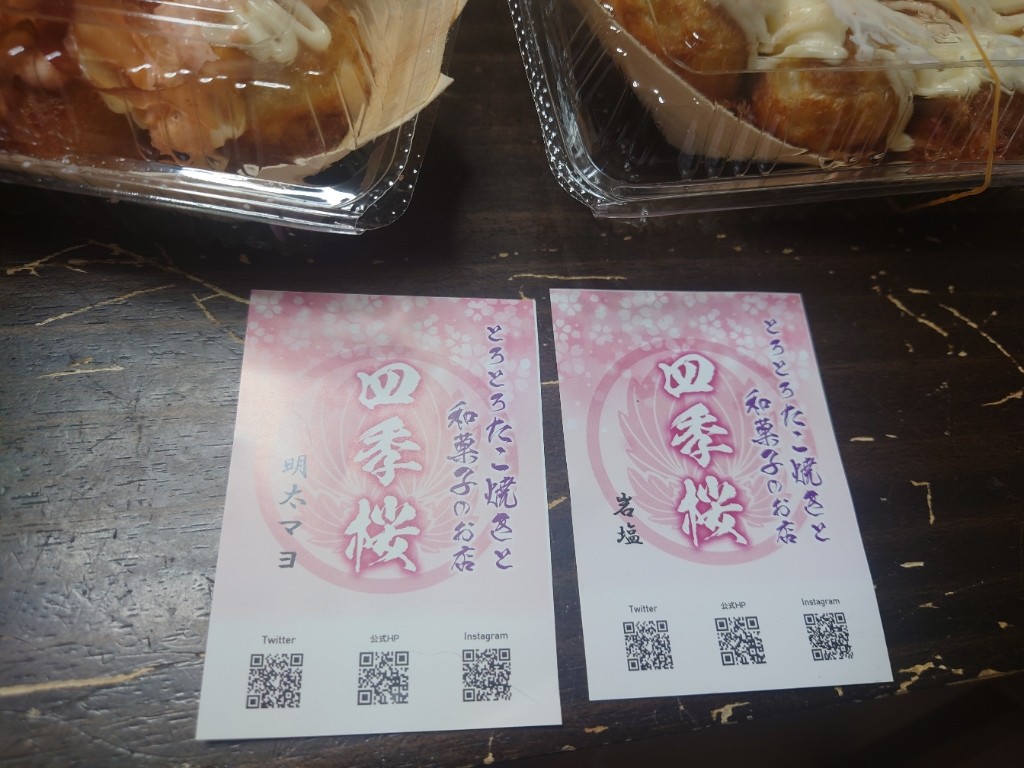 とろとろたこ焼きと
和菓子のお店
四季桜
明太マヨ
Twitter
公式HP
Instagram
とろとろたこ焼きと
和菓子のお店
四季桜
岩塩
Twitter
公式HP
Instagram